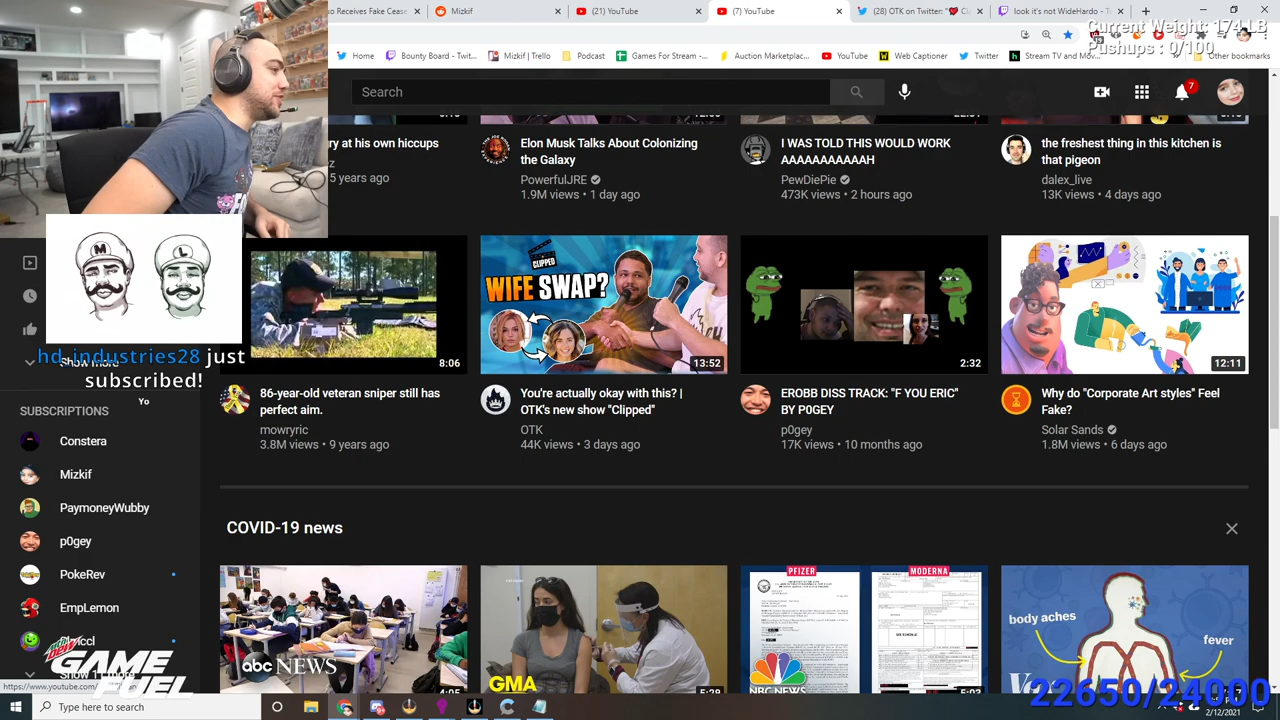 Receives Fake Cease
Mizkif
(21) YouTube
(7) YouTube
(28) OTK on Twitter: "
look it's not WideHardo - T
Current Weight: 174 LB
Pushups : 0/100
Home
Bounty Board - Twit...
Mizkif | Trello
Podcast
Games For Stream -...
Auction Marketplac...
YouTube
Web Captioner
Twitter
Stream TV and Mov...
Other bookmarks
Search
7
ry at his own hiccups
5 years ago
Elon Musk Talks About Colonizing
the Galaxy
PowerfulJRE
1.9M views • 1 day ago
I WAS TOLD THIS WOULD WORK
AAAAAAAAAAAH
PewDiePie
473K views • 2 hours ago
the freshest thing in this kitchen is
that pigeon
dalex_live
13K views • 4 days ago
M
L
hd_industries28 just
subscribed!
Yo
Show more
8:06
CLIPPED
WIFE SWAP?
13:52
2:32
12:11
86-year-old veteran sniper still has
perfect aim.
mowryric
3.8M views • 9 years ago
You're actually okay with this? |
OTK's new show "Clipped"
OTK
44K views • 3 days ago
EROBB DISS TRACK: "F YOU ERIC"
BY P0GEY
p0gey
17K views • 10 months ago
Why do "Corporate Art styles" Feel
Fake?
Solar Sands
1.8M views • 6 days ago
SUBSCRIPTIONS
Constera
Mizkif
PaymoneyWubby
p0gey
PokeRev
EmpLemon
COVID-19 news
abc NEWS
GMA
PFIZER
MODERNA
NBC NEWS
body aches
fever
GAME
FUEL
https://www.youtube.com/
Type here to search
2/12/2021